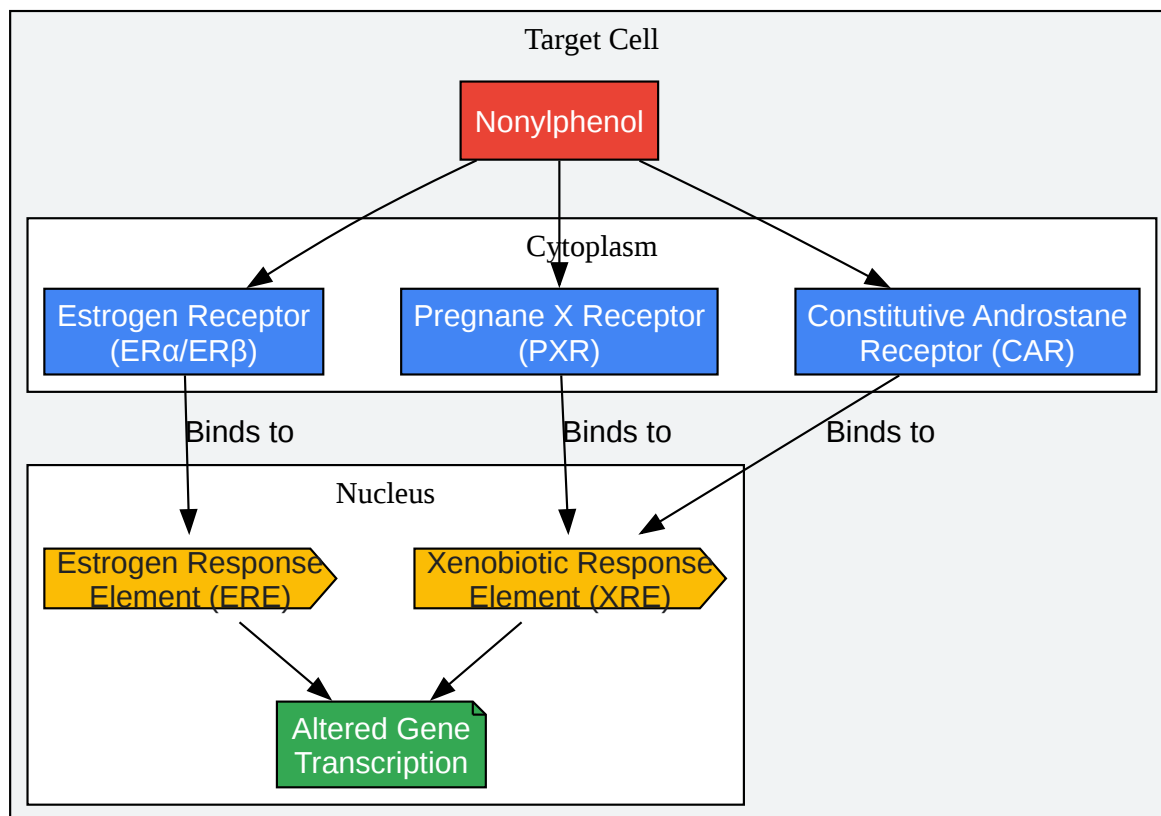 Target Cell
Nonylphenol
Cytoplasm
Estrogen Receptor
(ERα/ERβ)
Pregnane X Receptor
(PXR)
Constitutive Androstane
Receptor (CAR)
Binds to
Binds to
Binds to
Nucleus
Estrogen Response
Element (ERE)
Xenobiotic Response
Element (XRE)
Altered Gene
Transcription